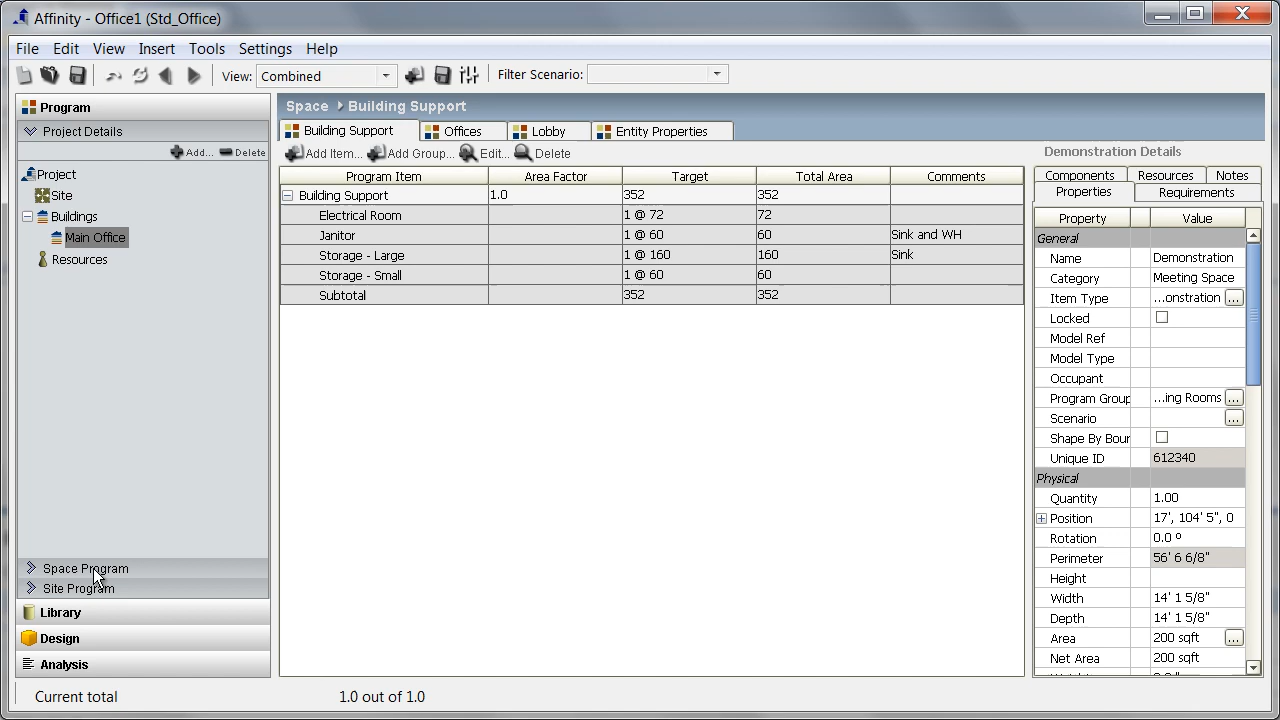 Affinity - Office1 (Std_Office)
File Edit View Insert Tools Settings Help
View: Combined Filter Scenario:
Program
Project Details
Add... Delete
Project
Site
Buildings
Main Office
Resources
Space Program
Site Program
Library
Design
Analysis
Space Building Support
Building Support Offices Lobby Entity Properties
Add Item... Add Group... Edit... Delete
Program Item Area Factor Target Total Area Comments
Building Support 1.0 352 352
Electrical Room 1 @ 72 72
Janitor 1 @ 60 60 Sink and WH
Storage - Large 1 @ 160 160 Sink
Storage - Small 1 @ 60 60
Subtotal 352 352
Demonstration Details
Components Resources Notes
Properties Requirements
Property Value
General
Name Demonstration
Category Meeting Space
Item Type ...onstration ...
Locked
Model Ref
Model Type
Occupant
Program Group ...ing Rooms ...
Scenario ...
Shape By Bour
Unique ID 612340
Physical
Quantity 1.00
Position 17', 104' 5", 0
Rotation 0.0 º
Perimeter 56' 6 6/8"
Height
Width 14' 1 5/8"
Depth 14' 1 5/8"
Area 200 sqft ...
Net Area 200 sqft
Current total 1.0 out of 1.0